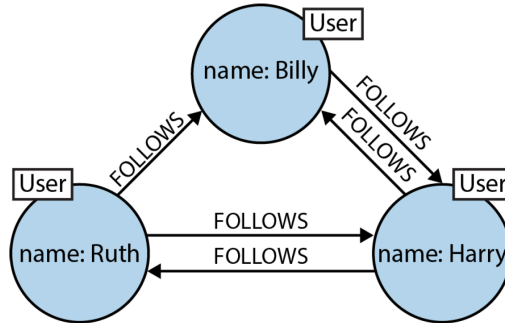 User
name: Billy
FOLLOWS
FOLLOWS
FOLLOWS
User
User
FOLLOWS
name: Ruth
FOLLOWS
name: Harry